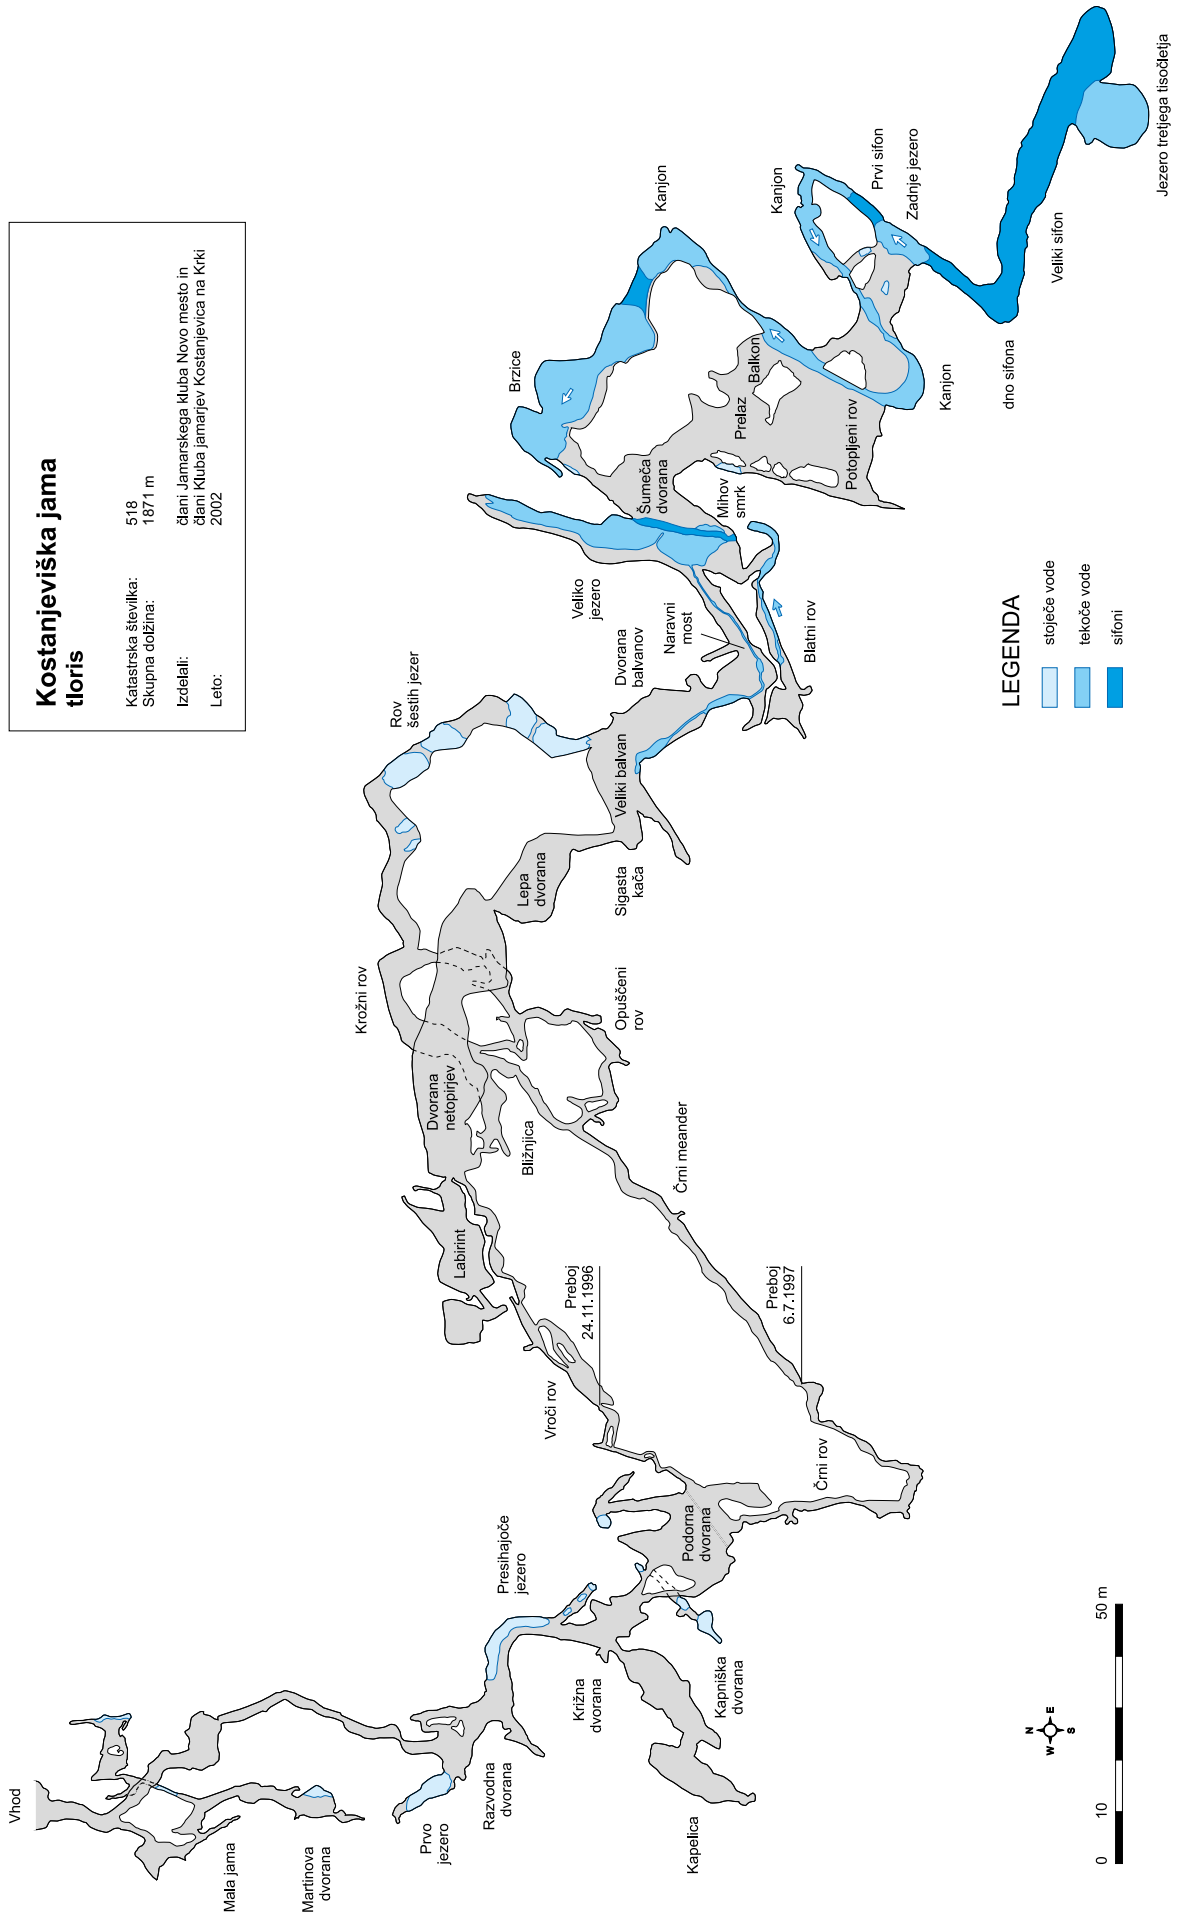 Kostanjeviška jama
tloris
Katastrska številka:
518
Skupna dolžina:
1871 m
Izdelali:
člani Jamarskega kluba Novo mesto in
člani Kluba jamarjev Kostanjevica na Krki
Leto:
2002
Vhod
Mala jama
Martinova
dvorana
Prvo
jezero
Razvodna
dvorana
Presihajoče
jezero
Križna
dvorana
Kapelica
Kapniška
dvorana
Podorna
dvorana
Črni rov
Vroči rov
Preboj
24.11.1996
Preboj
6.7.1997
Črni meander
Labirint
Bližnjica
Dvorana
netopirjev
Opuščeni
rov
Krožni rov
Lepa
dvorana
Sigasta
kača
Rov
šestih jezer
Veliki balvan
Dvorana
balvanov
Naravni
most
Blatni rov
Veliko
jezero
Šumeča
dvorana
Mihov
smrk
Brzice
Prelaz
Balkon
Potopljeni rov
Kanjon
Kanjon
Kanjon
Prvi sifon
Zadnje jezero
dno sifona
Veliki sifon
Jezero tretjega tisočletja
LEGENDA
stoječe vode
tekoče vode
sifoni
N
W
E
S
0
10
50 m